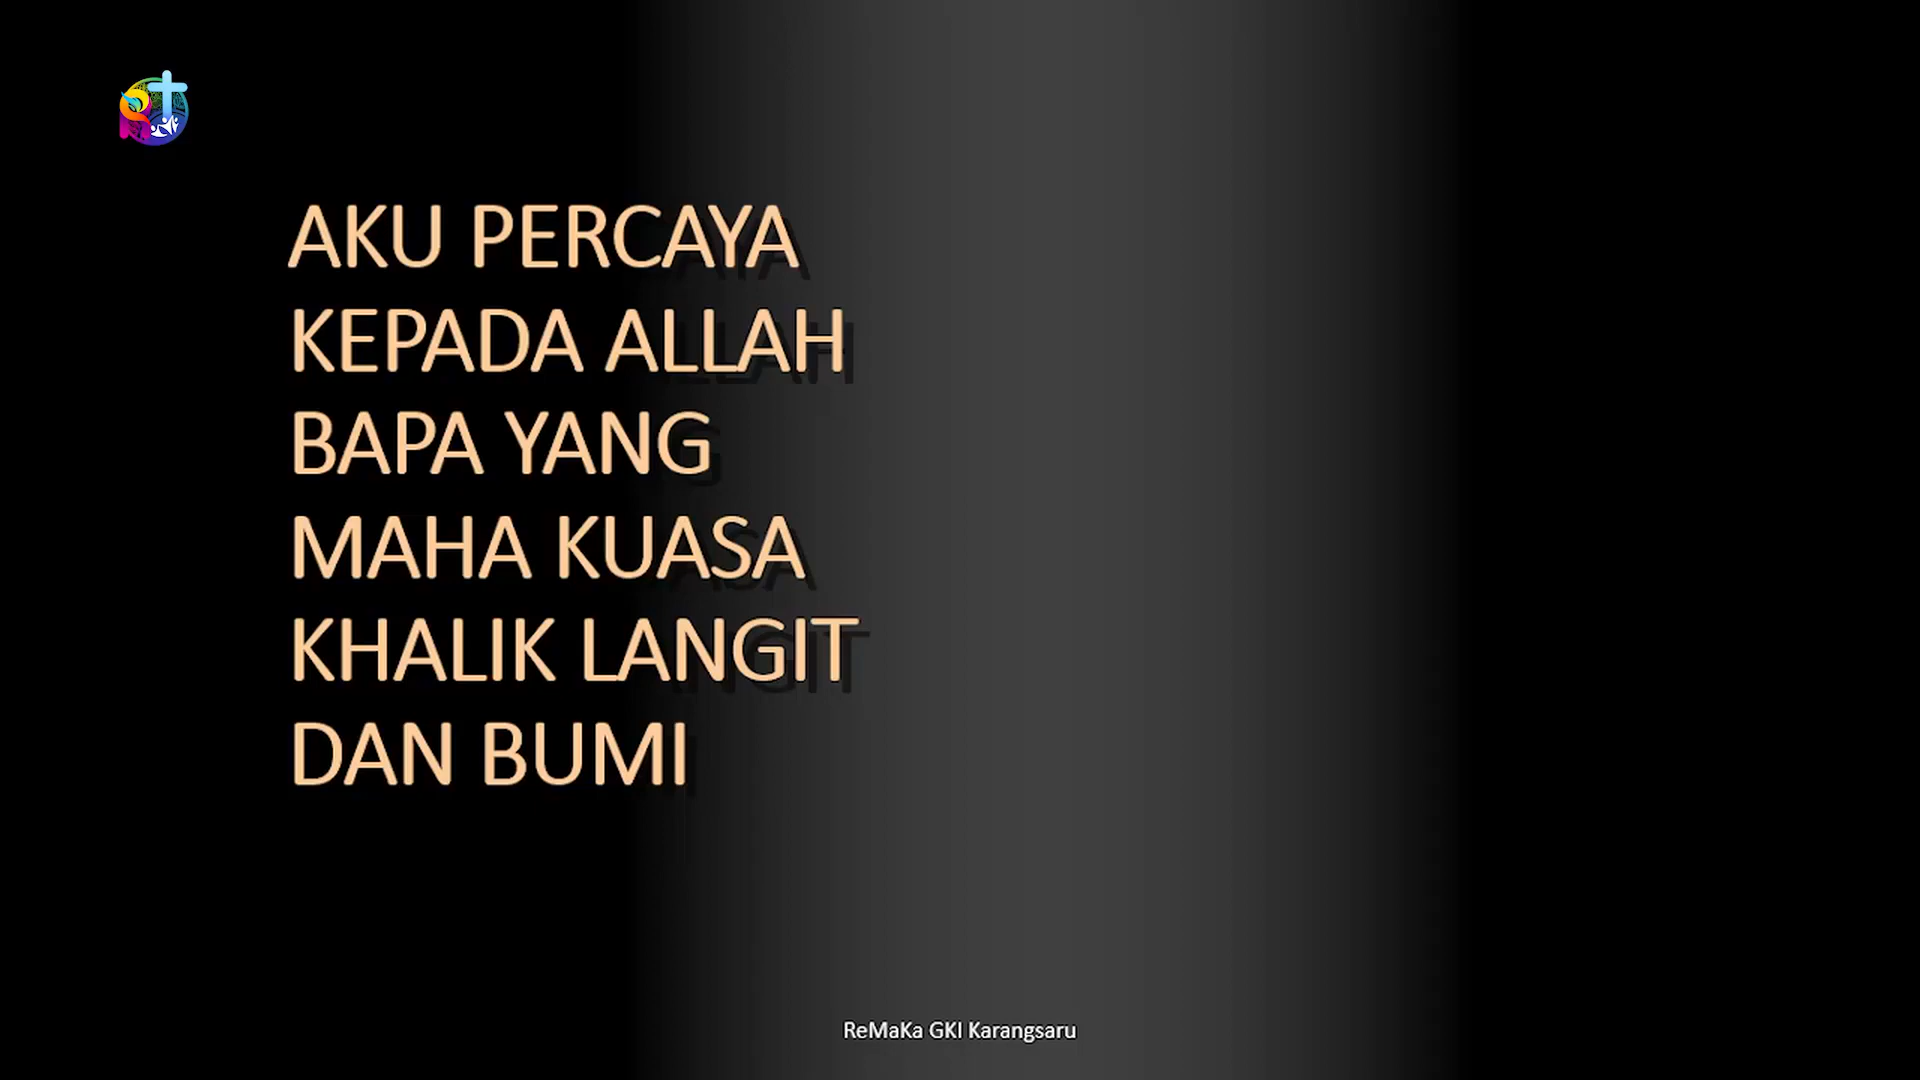 AKU PERCAYA
KEPADA ALLAH
BAPA YANG
MAHA KUASA
KHALIK LANGIT
DAN BUMI
ReMaKa GKI Karangsaru